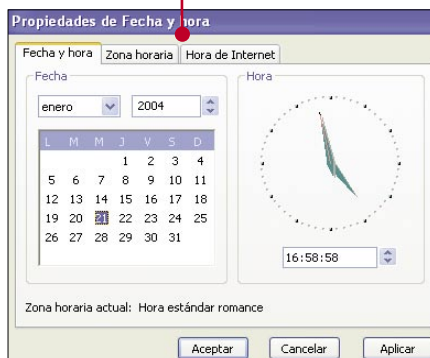 Propiedades de Fecha y hora
Fecha y hora Zona horaria Hora de Internet
Fecha Hora
enero 2004
L M M J V S D
1 2 3 4
5 6 7 8 9 10 11
12 13 14 15 16 17 18
19 20 21 22 23 24 25
26 27 28 29 30 31
16:58:58
Zona horaria actual: Hora estándar romance
Aceptar Cancelar Aplicar